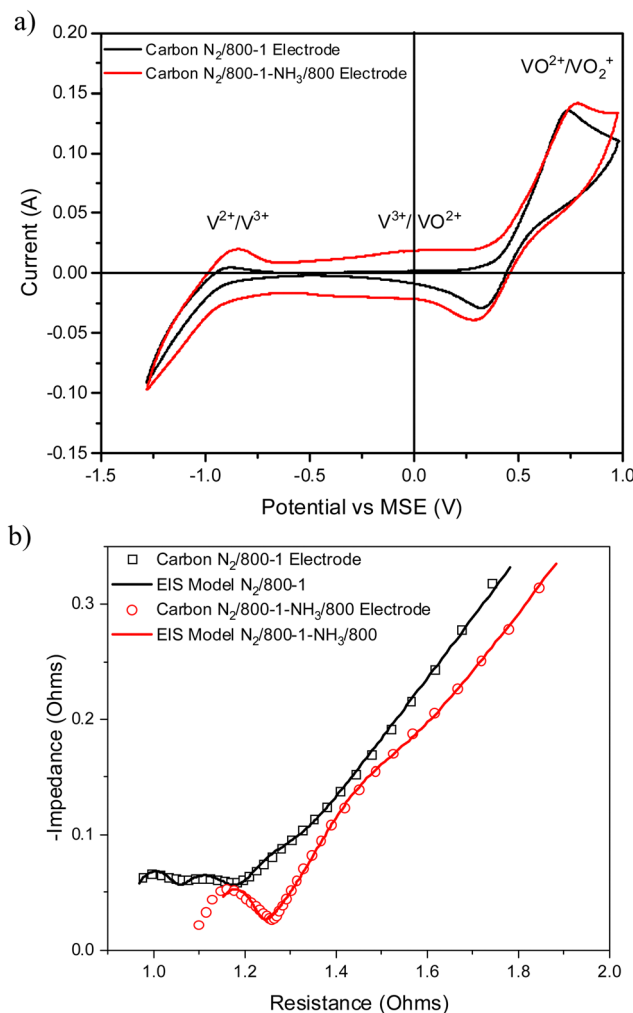 a)
0.20
0.15
0.10
0.05
0.00
-0.05
-0.10
-0.15
Current (A)
Carbon N₂/800-1 Electrode
Carbon N₂/800-1-NH₃/800 Electrode
VO²⁺/VO₂⁺
V²⁺/V³⁺
V³⁺/VO²⁺
-1.5 -1.0 -0.5 0.0 0.5 1.0
Potential vs MSE (V)
b)
0.3
0.2
0.1
0.0
-Impedance (Ohms)
Carbon N₂/800-1 Electrode
EIS Model N₂/800-1
Carbon N₂/800-1-NH₃/800 Electrode
EIS Model N₂/800-1-NH₃/800
1.0 1.2 1.4 1.6 1.8 2.0
Resistance (Ohms)